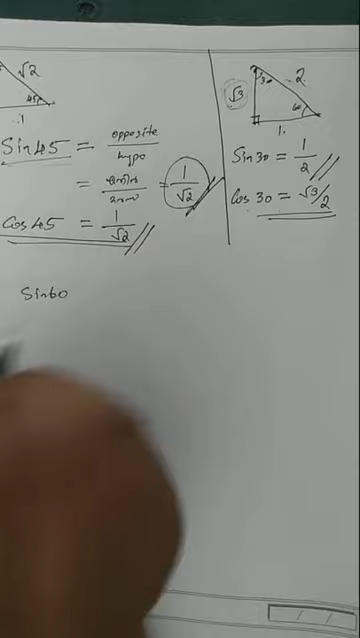 √2
45
1
Sin45 = opposite / hypo
= 1/√2
Cos45 = 1/√2
√3
30
2
60
1.
Sin30 = 1/2
Cos30 = √3/2
Sin60